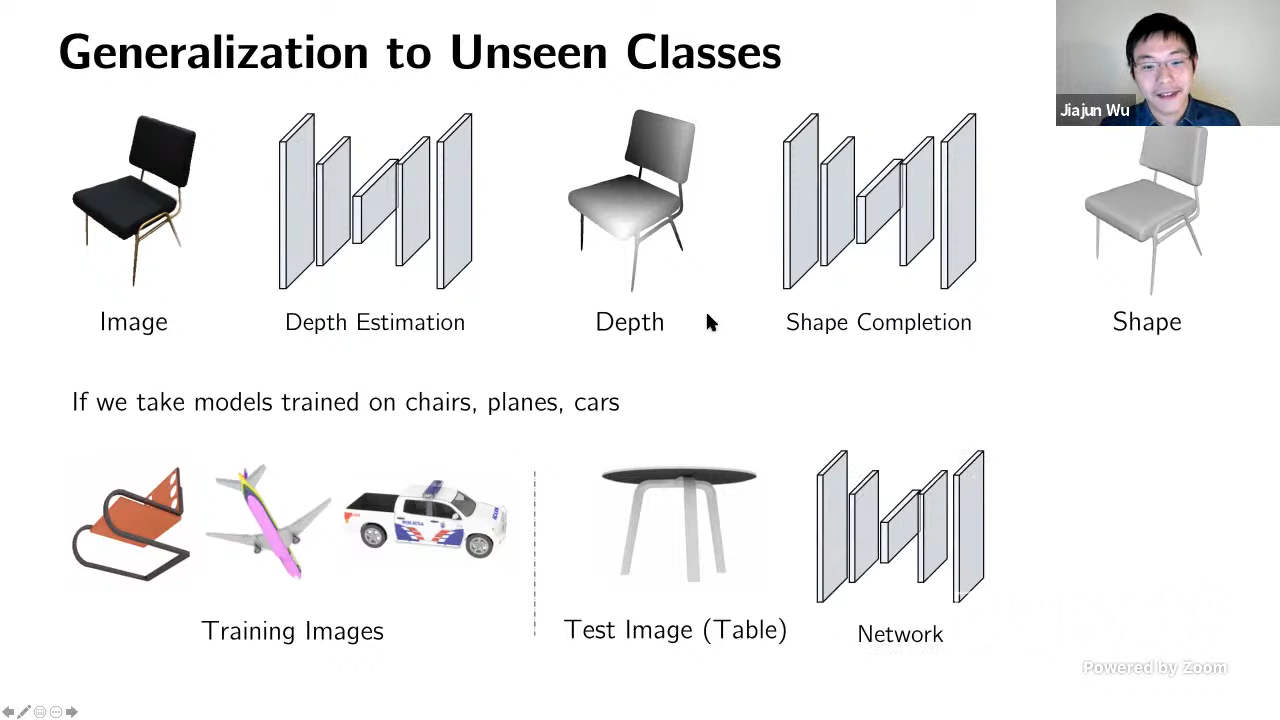 Generalization to Unseen Classes
Jiajun Wu
Image
Depth Estimation
Depth
Shape Completion
Shape
If we take models trained on chairs, planes, cars
POLICIA
Training Images
Test Image (Table)
Network
Powered by Zoom